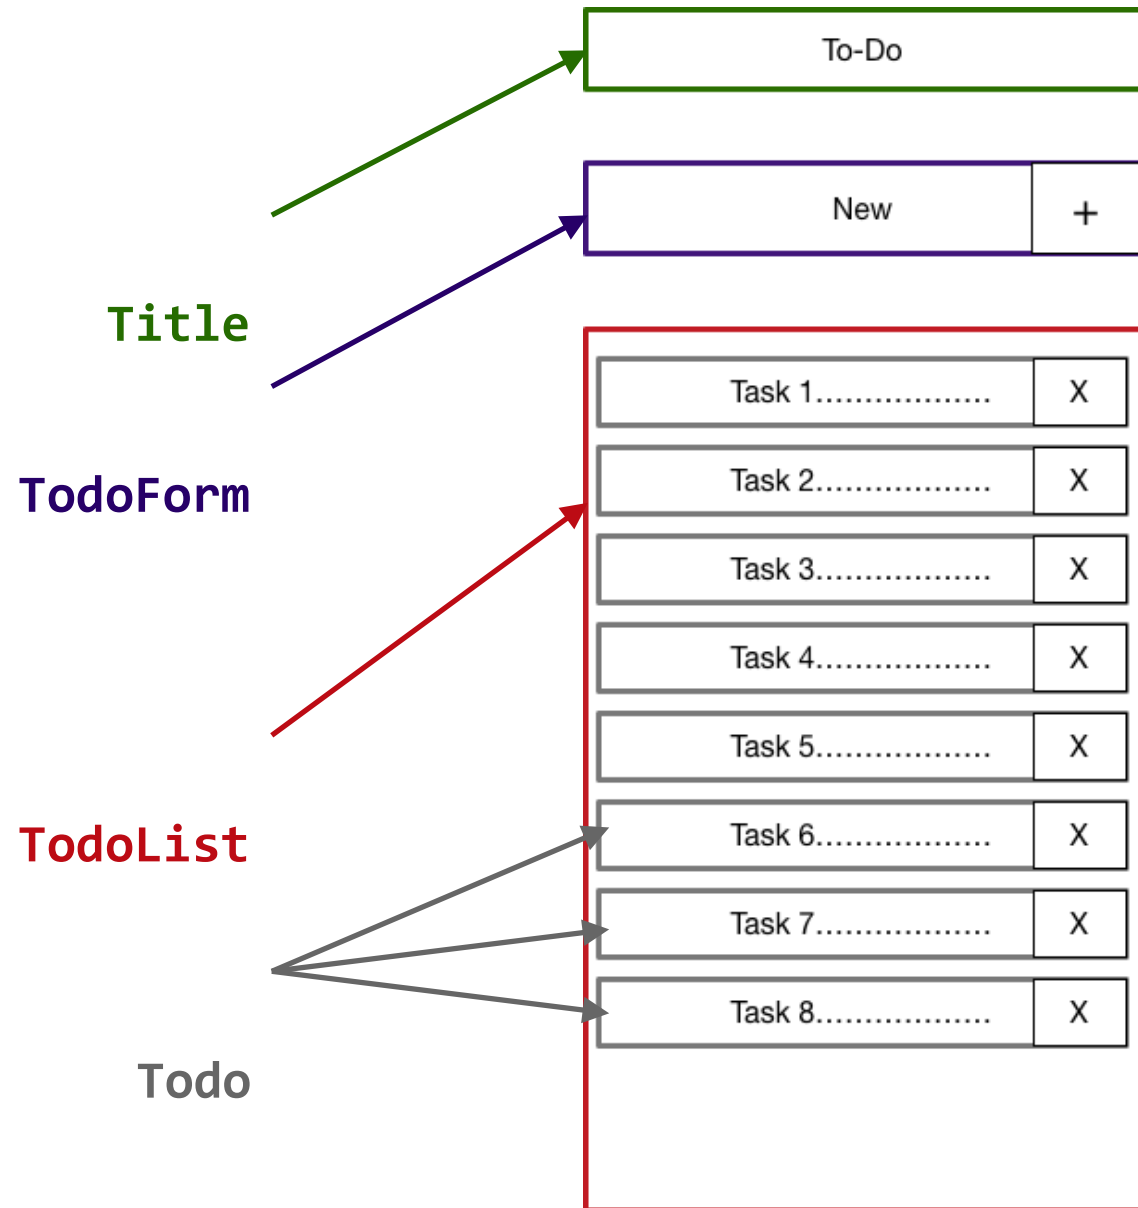 To-Do
New +
Title
TodoForm
TodoList
Todo
Task 1.................. X
Task 2.................. X
Task 3.................. X
Task 4.................. X
Task 5.................. X
Task 6.................. X
Task 7.................. X
Task 8.................. X